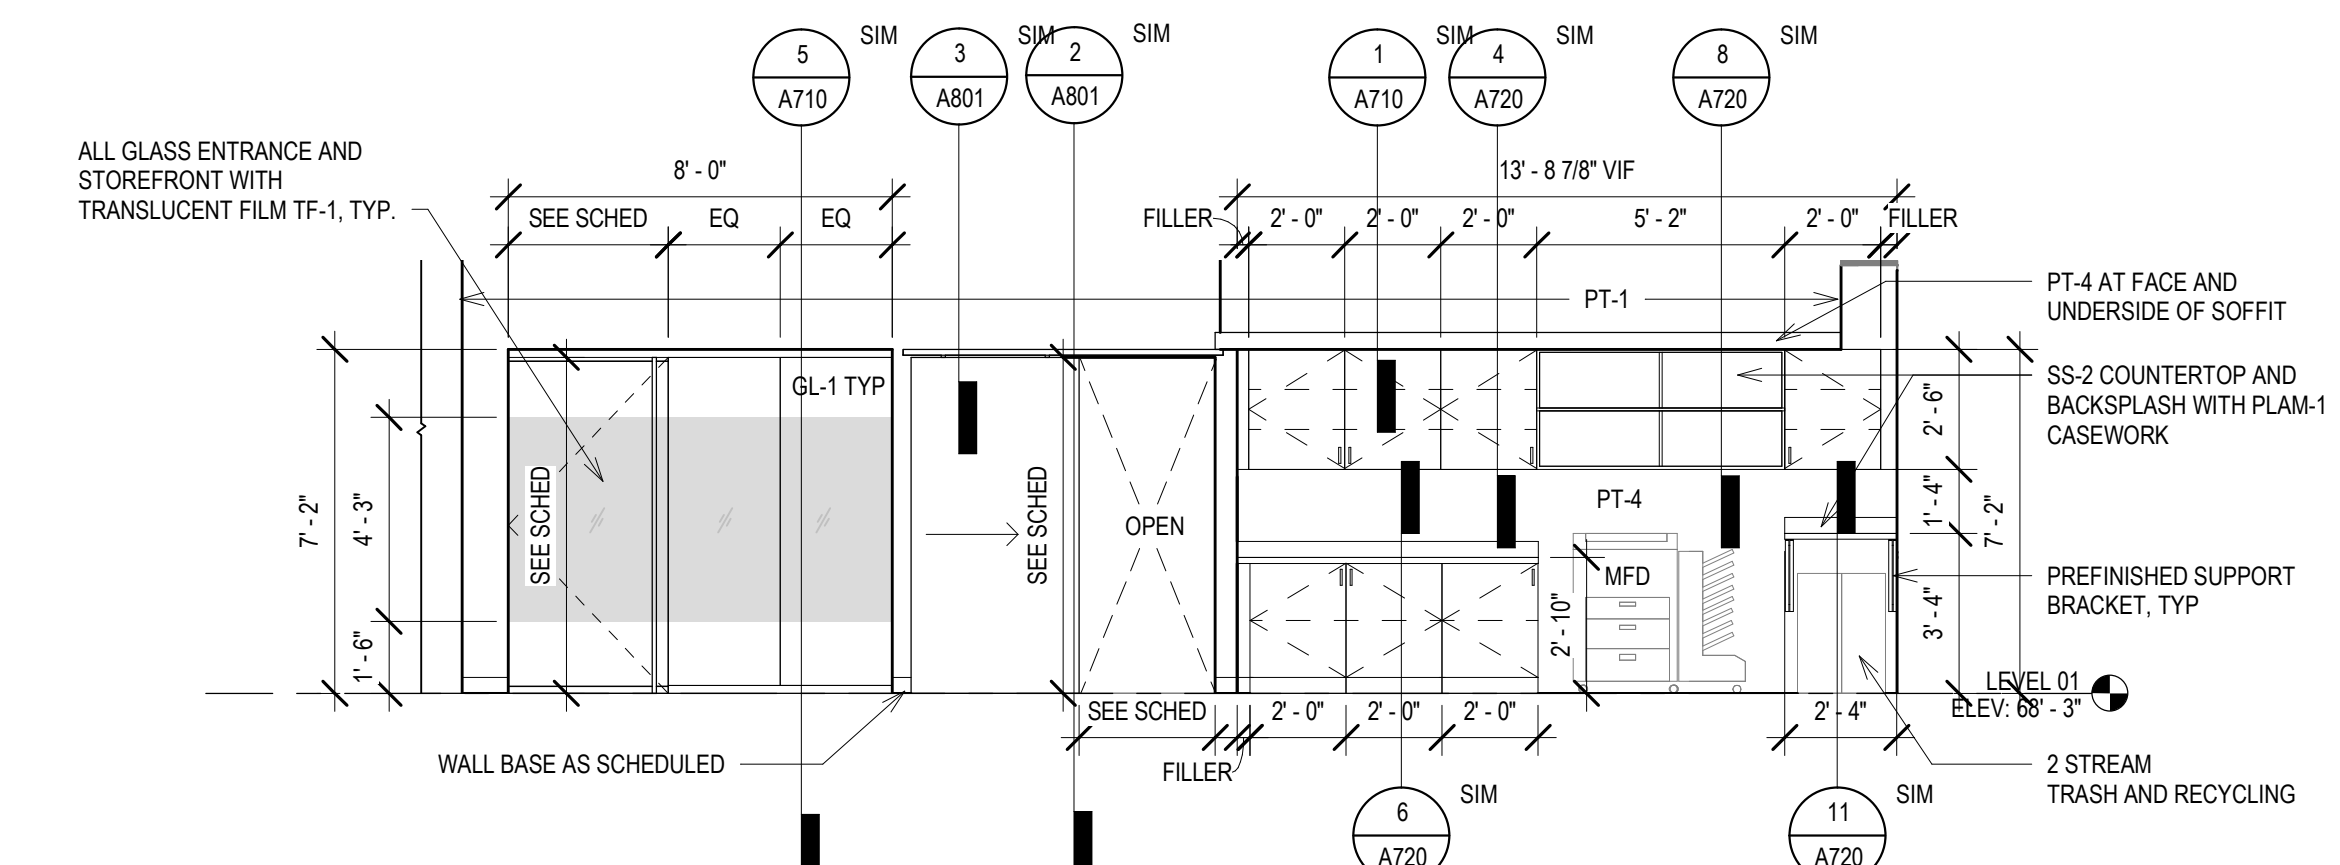 5
A710
SIM
3
A801
SIM
2
A801
SIM
1
A710
SIM
4
A720
SIM
8
A720
SIM
ALL GLASS ENTRANCE AND
STOREFRONT WITH
TRANSLUCENT FILM TF-1, TYP.
8' - 0"
13' - 8 7/8" VIF
SEE SCHED
EQ
EQ
FILLER
2' - 0"
2' - 0"
2' - 0"
5' - 2"
2' - 0"
FILLER
PT-1
PT-4 AT FACE AND
UNDERSIDE OF SOFFIT
GL-1 TYP
SS-2 COUNTERTOP AND
BACKSPLASH WITH PLAM-1
CASEWORK
7' - 2"
4' - 3"
1' - 6"
SEE SCHED
SEE SCHED
OPEN
PT-4
MFD
2' - 10"
2' - 6"
1' - 4"
3' - 4"
7' - 2"
PREFINISHED SUPPORT
BRACKET, TYP
LEVEL 01
ELEV: 68' - 3"
SEE SCHED
2' - 0"
2' - 0"
2' - 0"
2' - 4"
WALL BASE AS SCHEDULED
FILLER
2 STREAM
TRASH AND RECYCLING
6
A720
SIM
11
A720
SIM